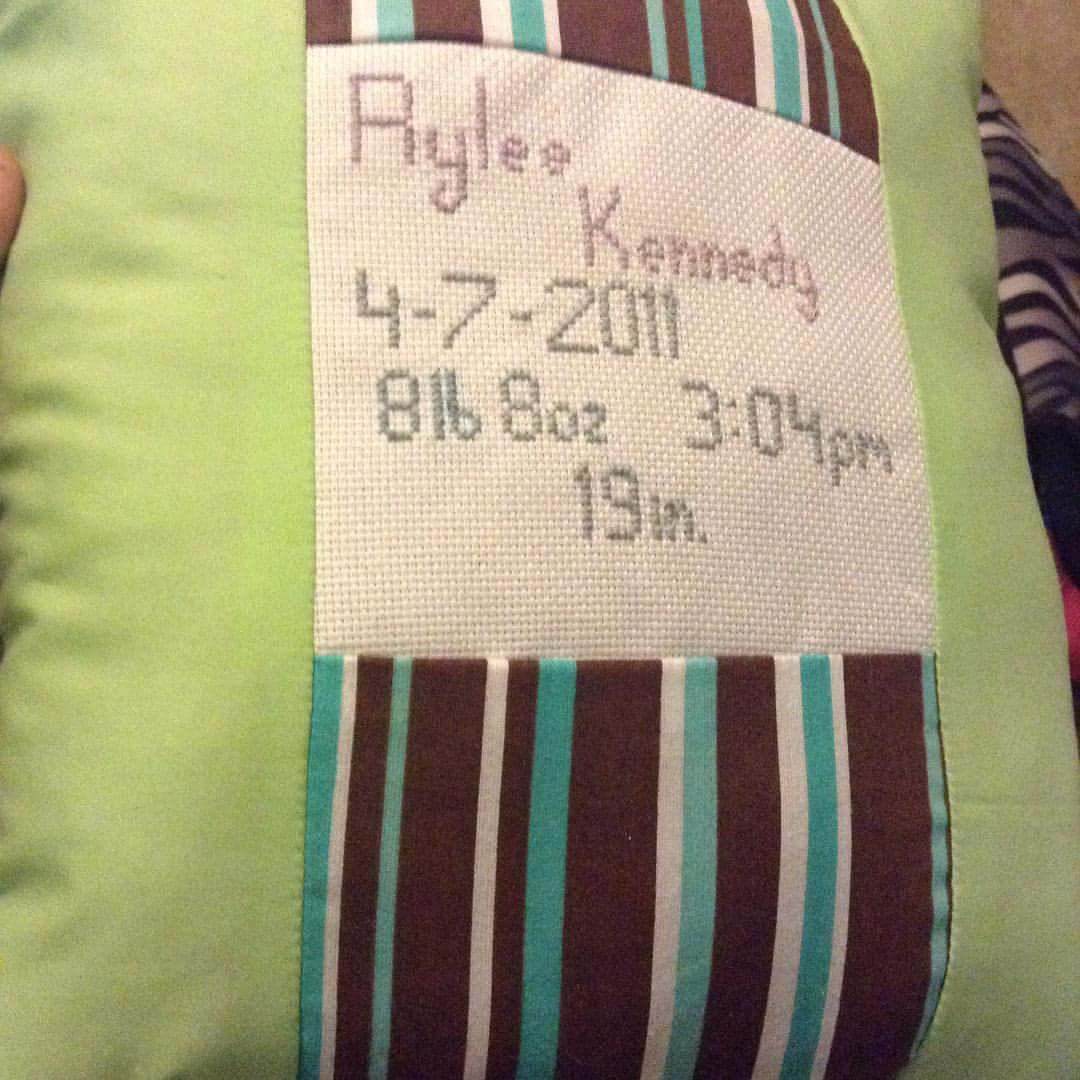 Rylee
Kennedy
4-7-2011
8lb 8oz 3:04pm
19in.